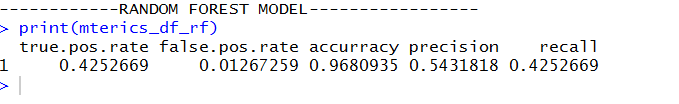 ------------RANDOM FOREST MODEL-----------------
> print(mterics_df_rf)
true.pos.rate false.pos.rate accurracy precision recall
1 0.4252669 0.01267259 0.9680935 0.5431818 0.4252669
>